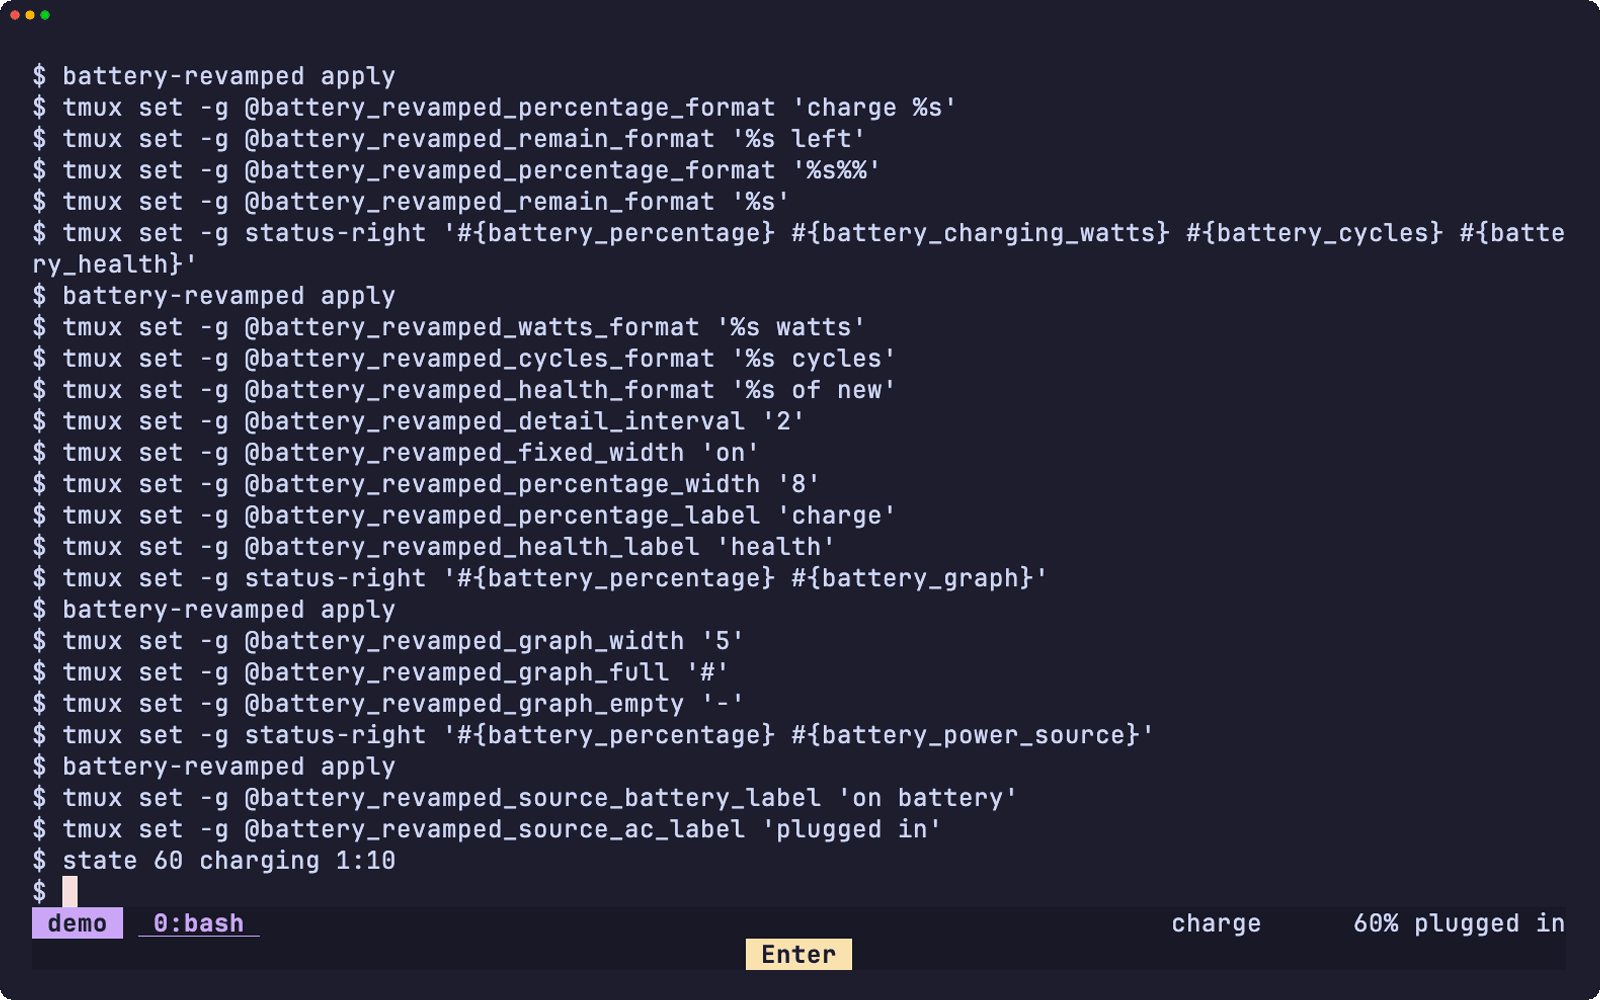 $ battery-revamped apply
$ tmux set -g @battery_revamped_percentage_format 'charge %s'
$ tmux set -g @battery_revamped_remain_format '%s left'
$ tmux set -g @battery_revamped_percentage_format '%s%%'
$ tmux set -g @battery_revamped_remain_format '%s'
$ tmux set -g status-right '#{battery_percentage} #{battery_charging_watts} #{battery_cycles} #{batte
ry_health}'
$ battery-revamped apply
$ tmux set -g @battery_revamped_watts_format '%s watts'
$ tmux set -g @battery_revamped_cycles_format '%s cycles'
$ tmux set -g @battery_revamped_health_format '%s of new'
$ tmux set -g @battery_revamped_detail_interval '2'
$ tmux set -g @battery_revamped_fixed_width 'on'
$ tmux set -g @battery_revamped_percentage_width '8'
$ tmux set -g @battery_revamped_percentage_label 'charge'
$ tmux set -g @battery_revamped_health_label 'health'
$ tmux set -g status-right '#{battery_percentage} #{battery_graph}'
$ battery-revamped apply
$ tmux set -g @battery_revamped_graph_width '5'
$ tmux set -g @battery_revamped_graph_full '#'
$ tmux set -g @battery_revamped_graph_empty '-'
$ tmux set -g status-right '#{battery_percentage} #{battery_power_source}'
$ battery-revamped apply
$ tmux set -g @battery_revamped_source_battery_label 'on battery'
$ tmux set -g @battery_revamped_source_ac_label 'plugged in'
$ state 60 charging 1:10
$
demo 0:bash charge 60% plugged in
Enter